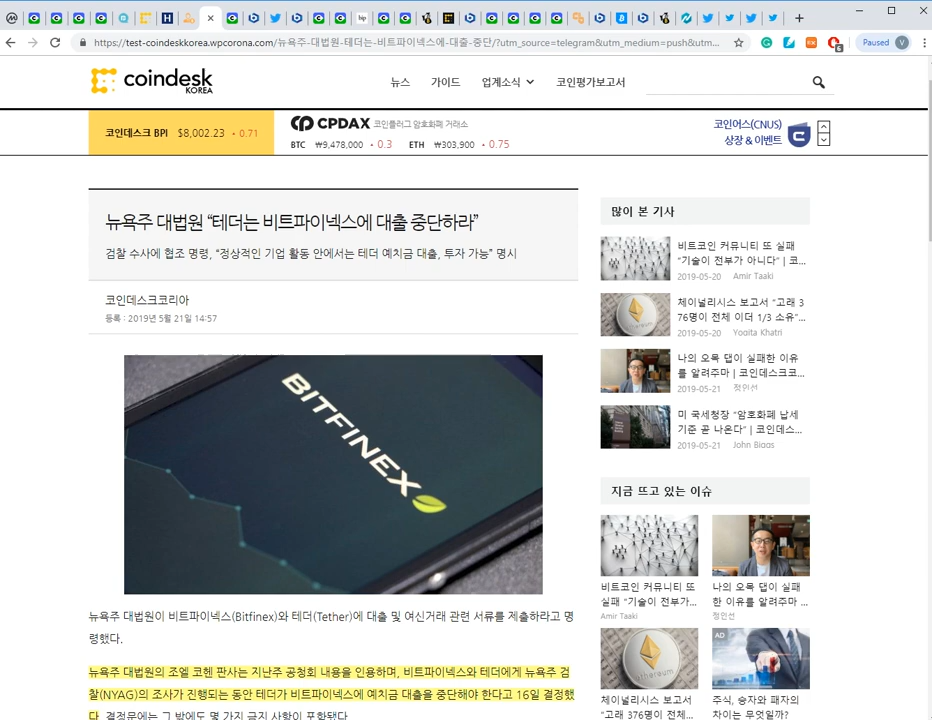 Paused
V
https://test-coindeskkorea.wpcorona.com/뉴욕주-대법원-테더는-비트파이넥스에-대출-중단/?utm_source=telegram&utm_medium=push&utm...
coindesk
KOREA
뉴스 가이드 업계소식 코인평가보고서
코인데스크 BPI $8,002.23 • 0.71
CPDAX 코인플러그 암호화폐 거래소
BTC ₩9,478,000 • 0.3 ETH ₩303,900 • 0.75
코인어스(CNUS)
상장 & 이벤트
뉴욕주 대법원 “테더는 비트파이넥스에 대출 중단하라”
검찰 수사에 협조 명령, “정상적인 기업 활동 안에서는 테더 예치금 대출, 투자 가능” 명시
코인데스크코리아
등록 : 2019년 5월 21일 14:57
BITFINEX
뉴욕주 대법원이 비트파이넥스(Bitfinex)와 테더(Tether)에 대출 및 여신거래 관련 서류를 제출하라고 명
령했다.
뉴욕주 대법원의 조엘 코헨 판사는 지난주 공청회 내용을 인용하며, 비트파이넥스와 테더에게 뉴욕주 검
찰(NYAG)의 조사가 진행되는 동안 테더가 비트파이넥스에 예치금 대출을 중단해야 한다고 16일 결정했
다. 결정문에는 그 밖에도 몇 가지 금지 사항이 포함됐다
많이 본 기사
비트코인 커뮤니티 또 실패
“기술이 전부가 아니다” | 코...
2019-05-20 Amir Taaki
체이널리시스 보고서 “고래 3
76명이 전체 이더 1/3 소유”...
2019-05-20 Yogita Khatri
나의 오목 댑이 실패한 이유
를 알려주마 | 코인데스크코...
2019-05-21 정인선
미 국세청장 “암호화폐 납세
기준 곧 나온다” | 코인데스...
2019-05-21 John Biggs
지금 뜨고 있는 이슈
비트코인 커뮤니티 또
실패 “기술이 전부가...
Amir Taaki
나의 오목 댑이 실패
한 이유를 알려주마 ...
정인선
체이널리시스 보고서
“고래 376명이 전체...
AD
주식, 승자와 패자의
차이는 무엇일까?